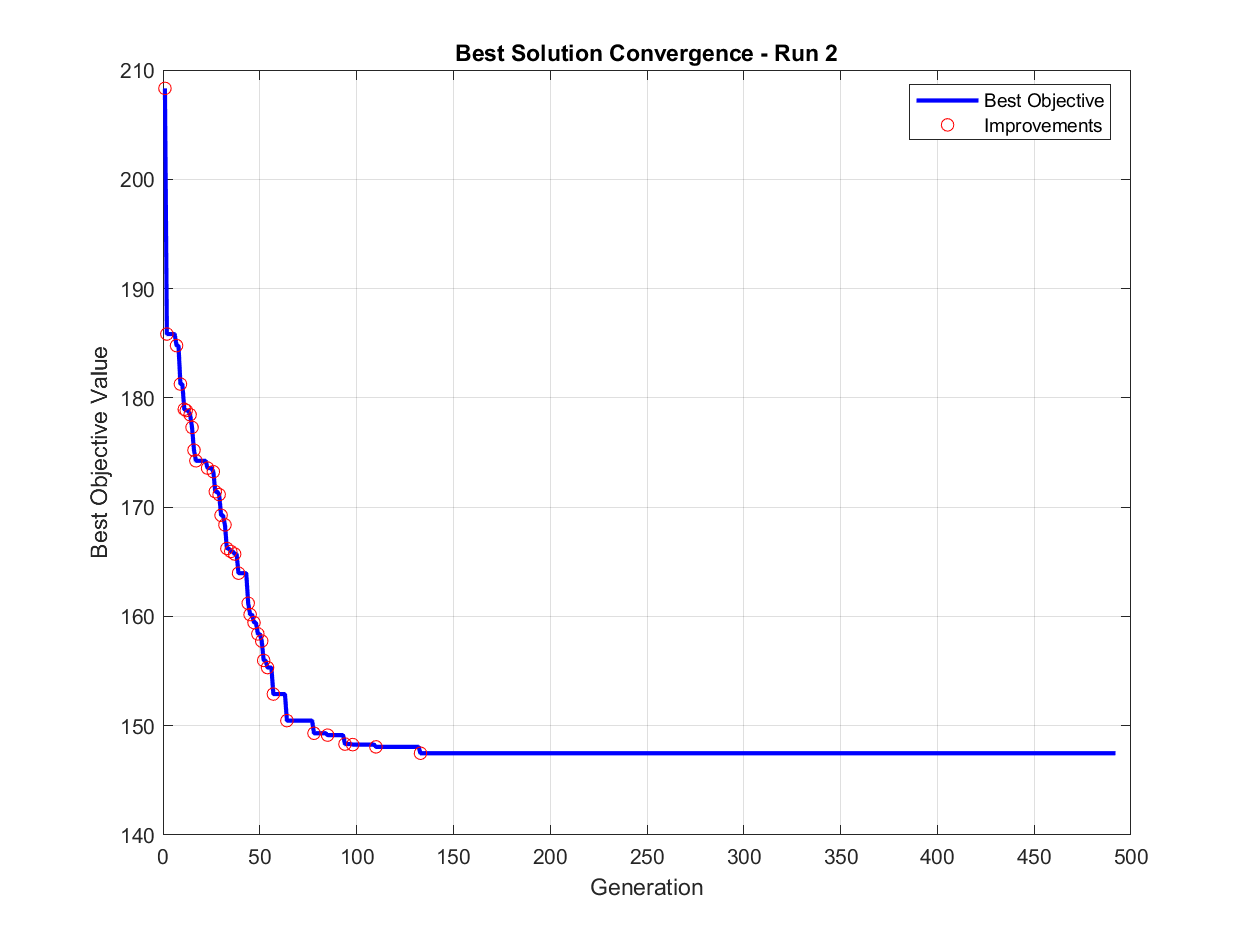 Best Solution Convergence - Run 2
Best Objective
Improvements
210
200
190
180
170
160
150
140
Best Objective Value
0 50 100 150 200 250 300 350 400 450 500
Generation